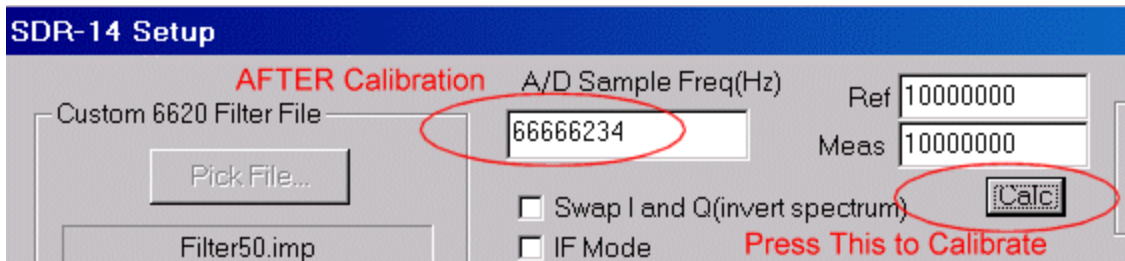 SDR-14 Setup
AFTER Calibration
A/D Sample Freq(Hz)
Ref 10000000
Custom 6620 Filter File
66666234
Meas 10000000
Pick File...
Calc
Swap I and Q(invert spectrum)
Filter50.imp
IF Mode
Press This to Calibrate